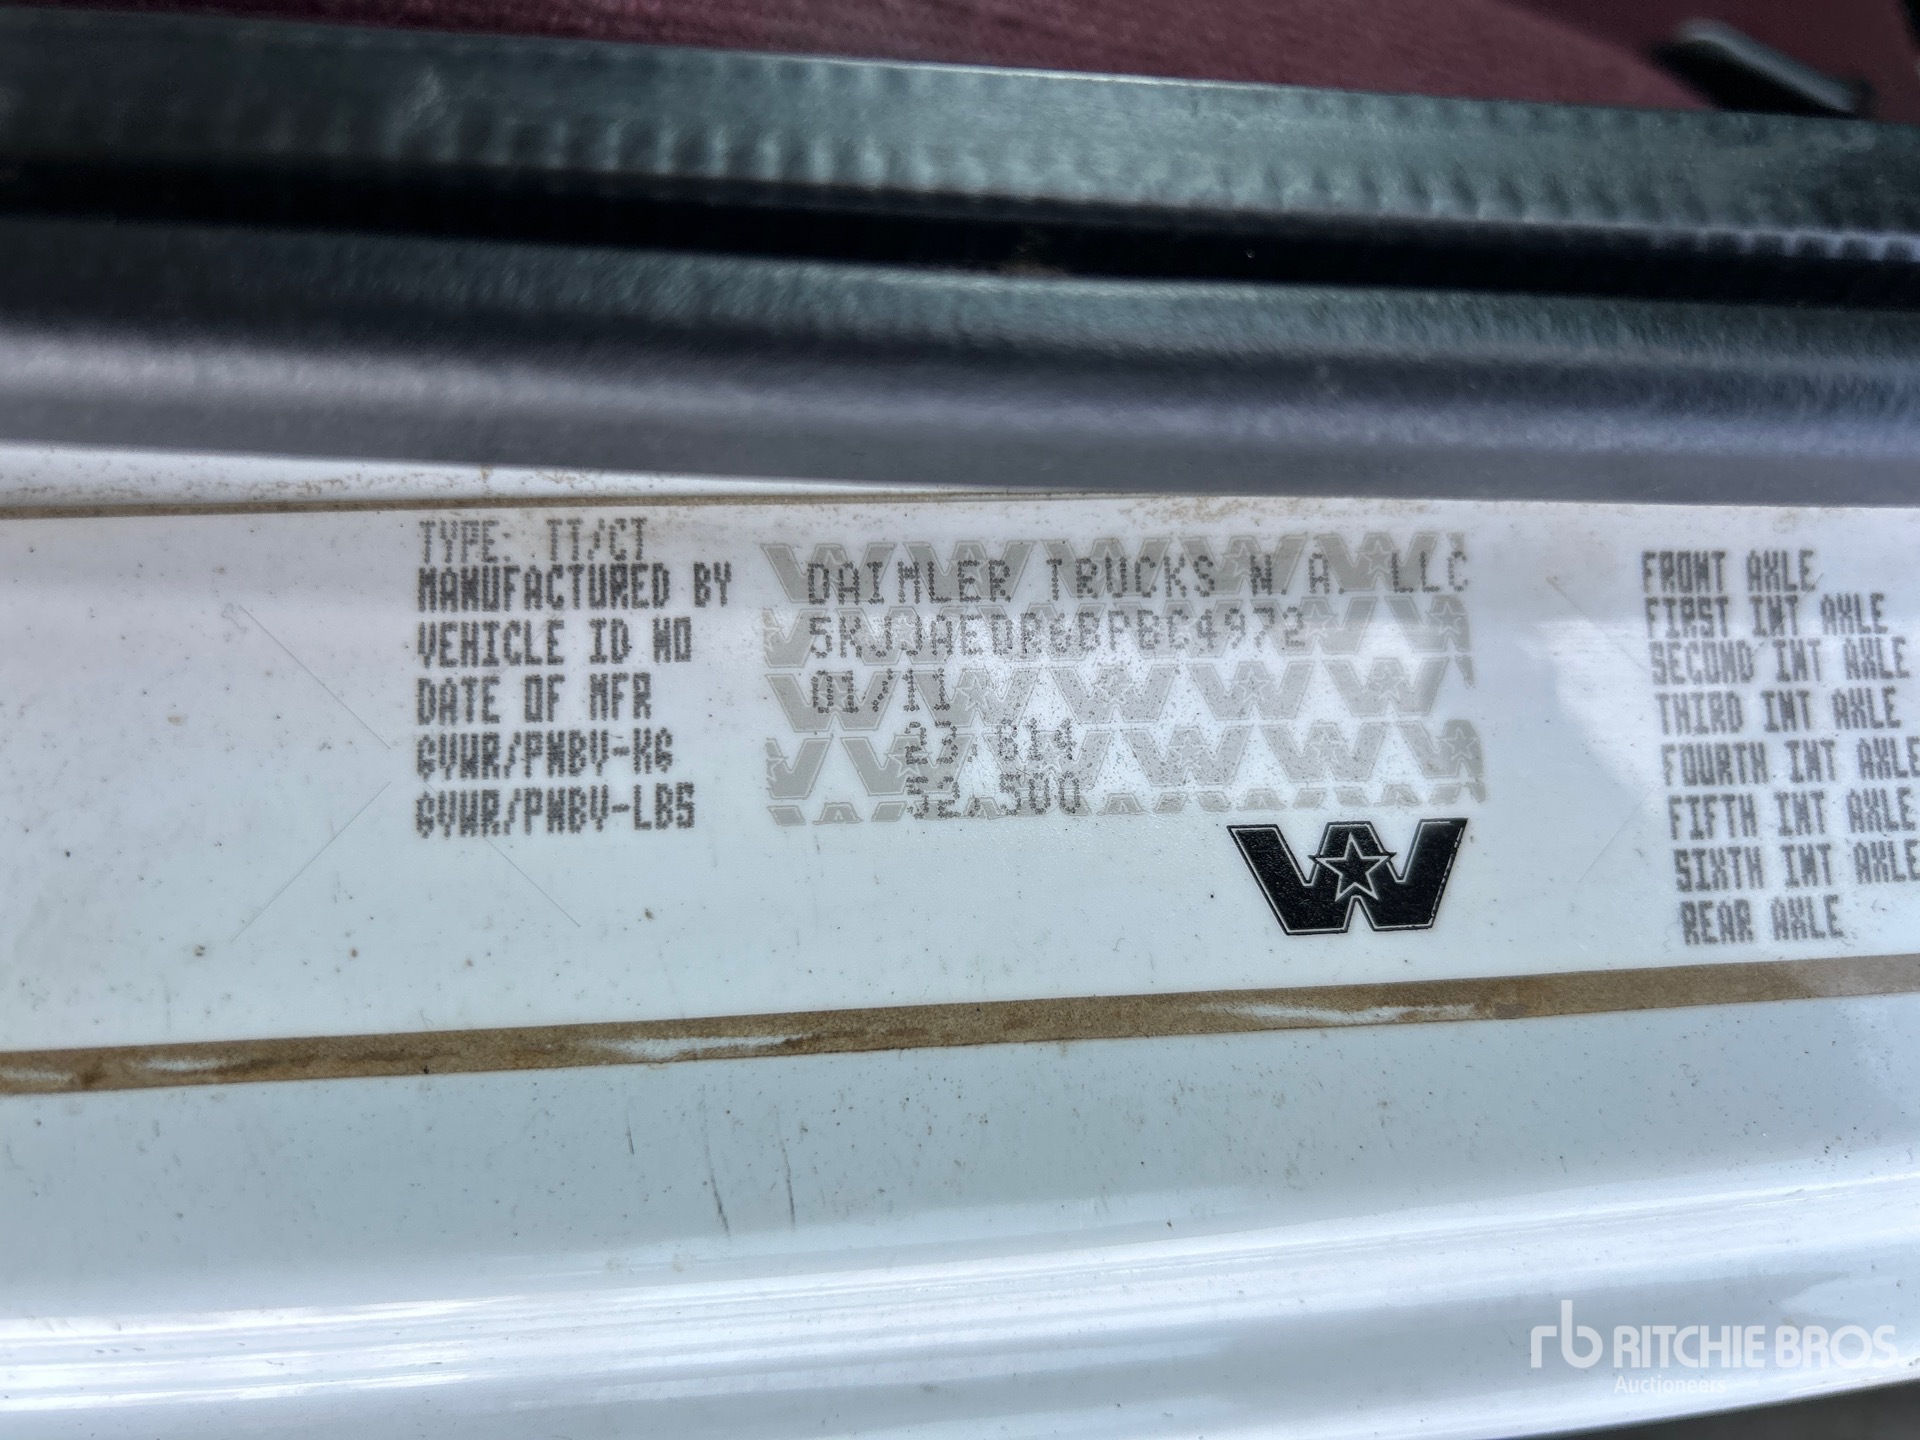 TYPE: TT/CT
MANUFACTURED BY DAIMLER TRUCKS N.A. LLC
VEHICLE ID NO 5KJJAEDR6BPBC4972
DATE OF MFR 01/11
GVWR/PNBV-KG 23,814
GVWR/PNBV-LBS 52,500
FRONT AXLE
FIRST INT AXLE
SECOND INT AXLE
THIRD INT AXLE
FOURTH INT AXLE
FIFTH INT AXLE
SIXTH INT AXLE
REAR AXLE
rb RITCHIE BROS.
Auctioneers